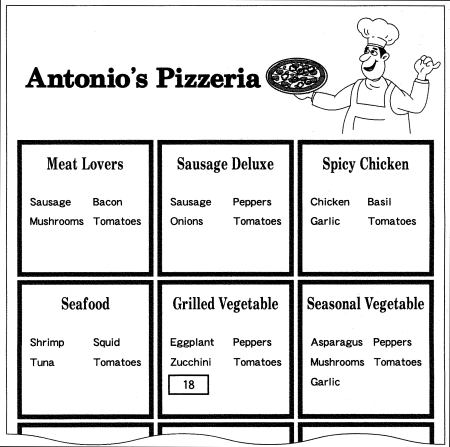 Antonio's Pizzeria
Meat Lovers
Sausage Bacon
Mushrooms Tomatoes
Sausage Deluxe
Sausage Peppers
Onions Tomatoes
Spicy Chicken
Chicken Basil
Garlic Tomatoes
Seafood
Shrimp Squid
Tuna Tomatoes
Grilled Vegetable
Eggplant Peppers
Zucchini Tomatoes
18
Seasonal Vegetable
Asparagus Peppers
Mushrooms Tomatoes
Garlic